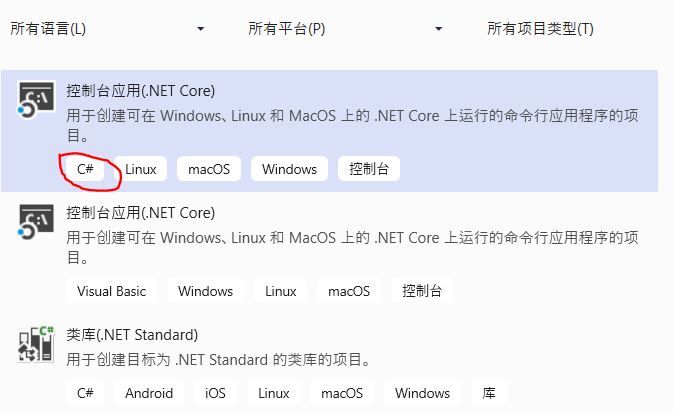 所有语言(L) 所有平台(P) 所有项目类型(T)
控制台应用(.NET Core)
用于创建可在 Windows、Linux 和 MacOS 上的 .NET Core 上运行的命令行应用程序的项
目。
C# Linux macOS Windows 控制台
控制台应用(.NET Core)
用于创建可在 Windows、Linux 和 MacOS 上的 .NET Core 上运行的命令行应用程序的项
目。
Visual Basic Windows Linux macOS 控制台
C#
类库(.NET Standard)
用于创建目标为 .NET Standard 的类库的项目。
C# Android iOS Linux macOS Windows 库